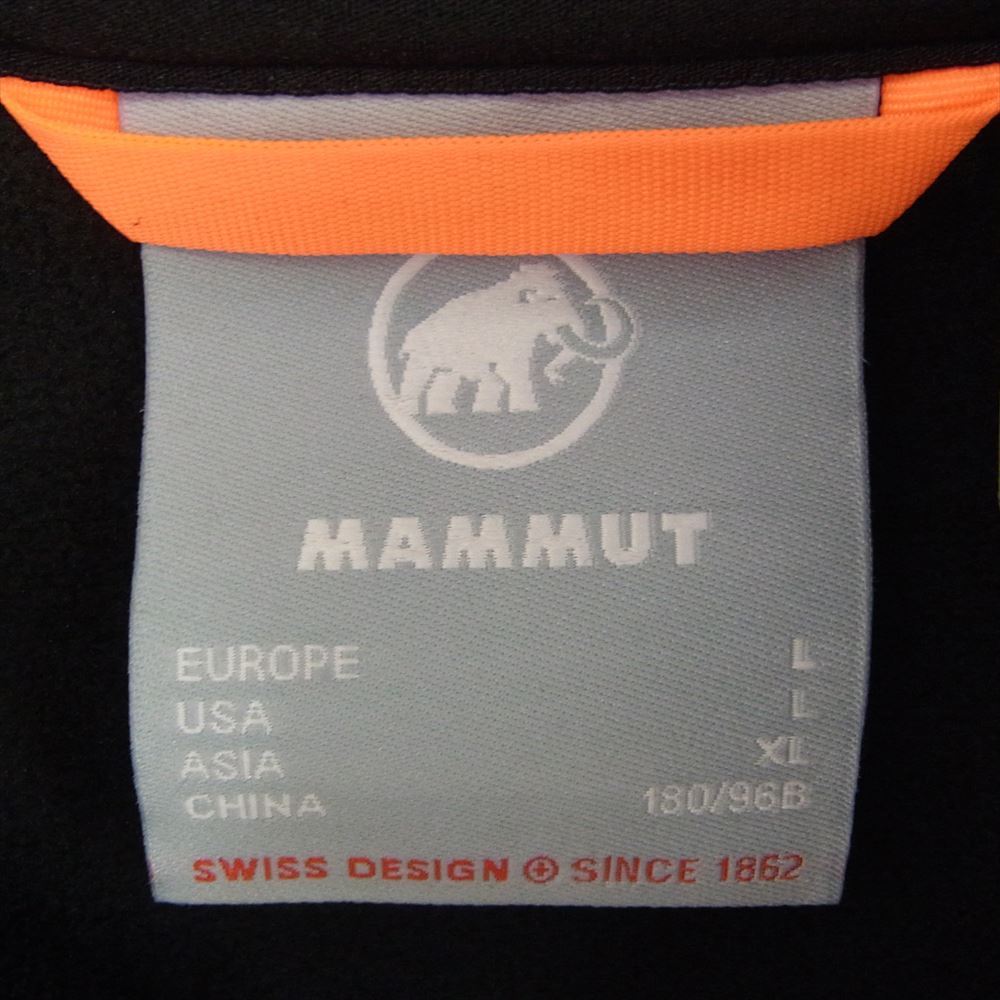 MAMMUT
EUROPE L
USA L
ASIA XL
CHINA 180/96B
SWISS DESIGN SINCE 1862